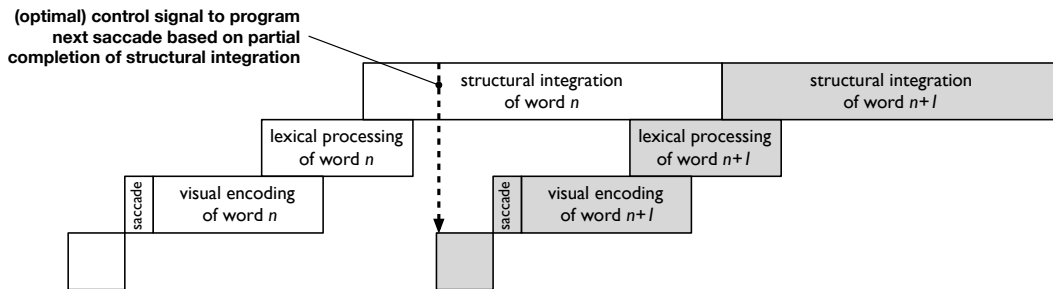 (optimal) control signal to program
next saccade based on partial
completion of structural integration
structural integration
of word n
structural integration
of word n+1
lexical processing
of word n
lexical processing
of word n+1
saccade
visual encoding
of word n
saccade
visual encoding
of word n+1